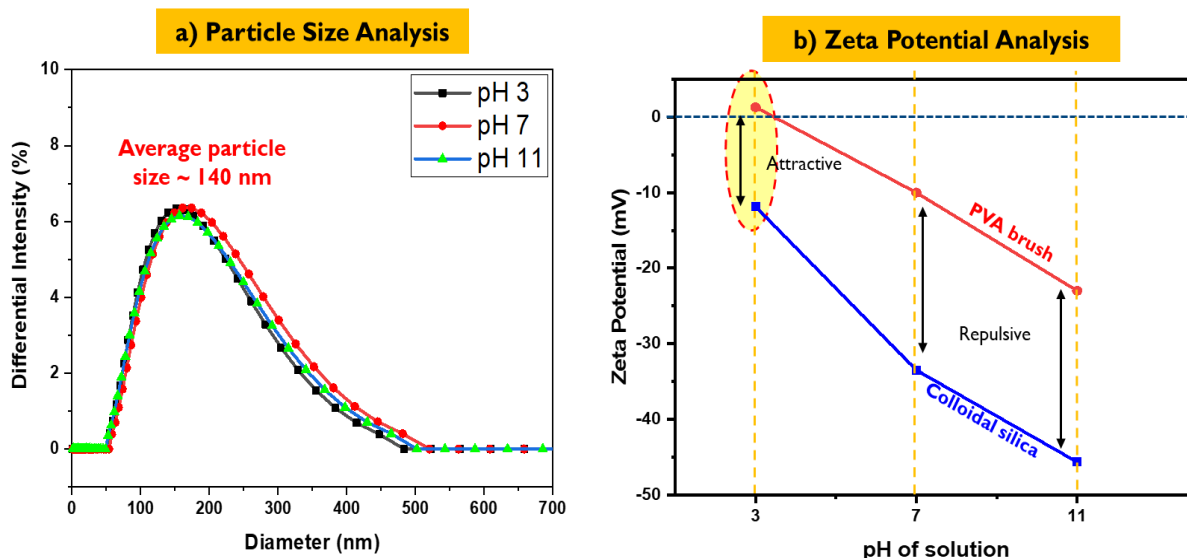 a) Particle Size Analysis
10
8
6
4
2
0
Differential Intensity (%)
pH 3
pH 7
pH 11
Average particle
size ~ 140 nm
0 100 200 300 400 500 600 700
Diameter (nm)
b) Zeta Potential Analysis
0
-10
-20
-30
-40
-50
Zeta Potential (mV)
Attractive
PVA brush
Repulsive
Colloidal silica
3 7 11
pH of solution